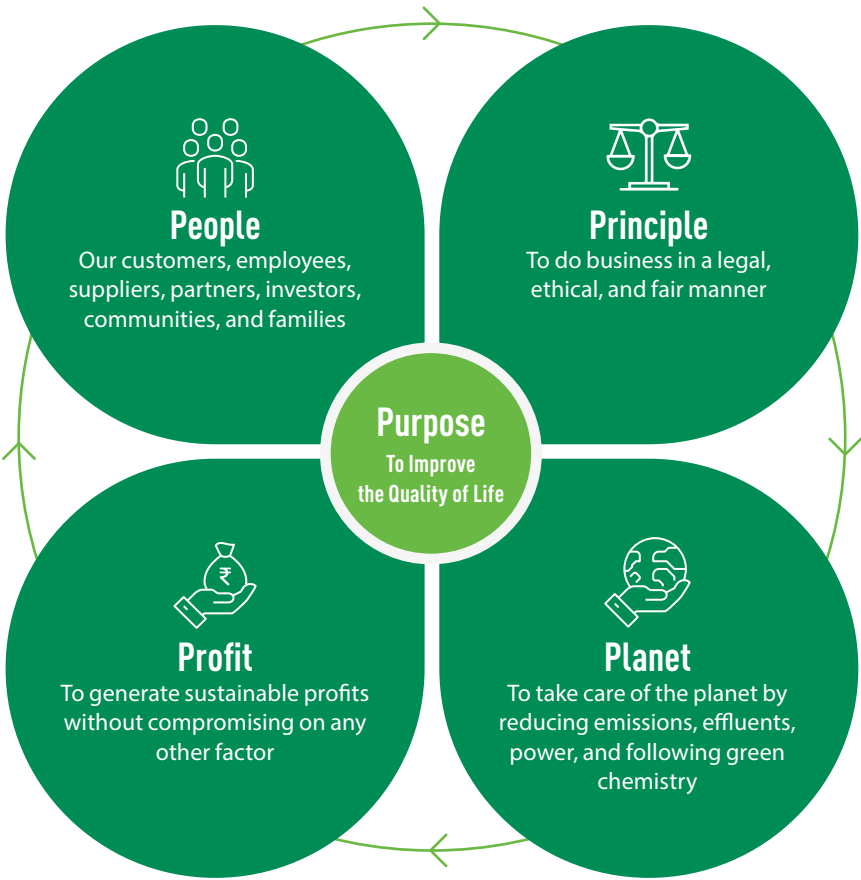 People
Our customers, employees,
suppliers, partners, investors,
communities, and families
Principle
To do business in a legal,
ethical, and fair manner
Purpose
To Improve
the Quality of Life
₹
Profit
To generate sustainable profits
without compromising on any
other factor
Planet
To take care of the planet by
reducing emissions, effluents,
power, and following green
chemistry